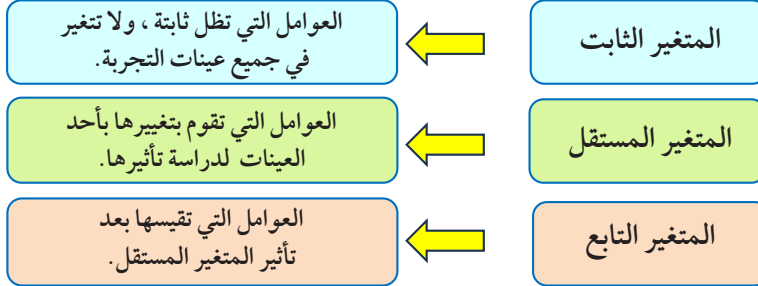 المتغير الثابت
العوامل التي تظل ثابتة ، ولا تتغير
في جميع عينات التجربة.
المتغير المستقل
العوامل التي تقوم بتغييرها بأحد
العينات لدراسة تأثيرها.
المتغير التابع
العوامل التي تقيسها بعد
تأثير المتغير المستقل.